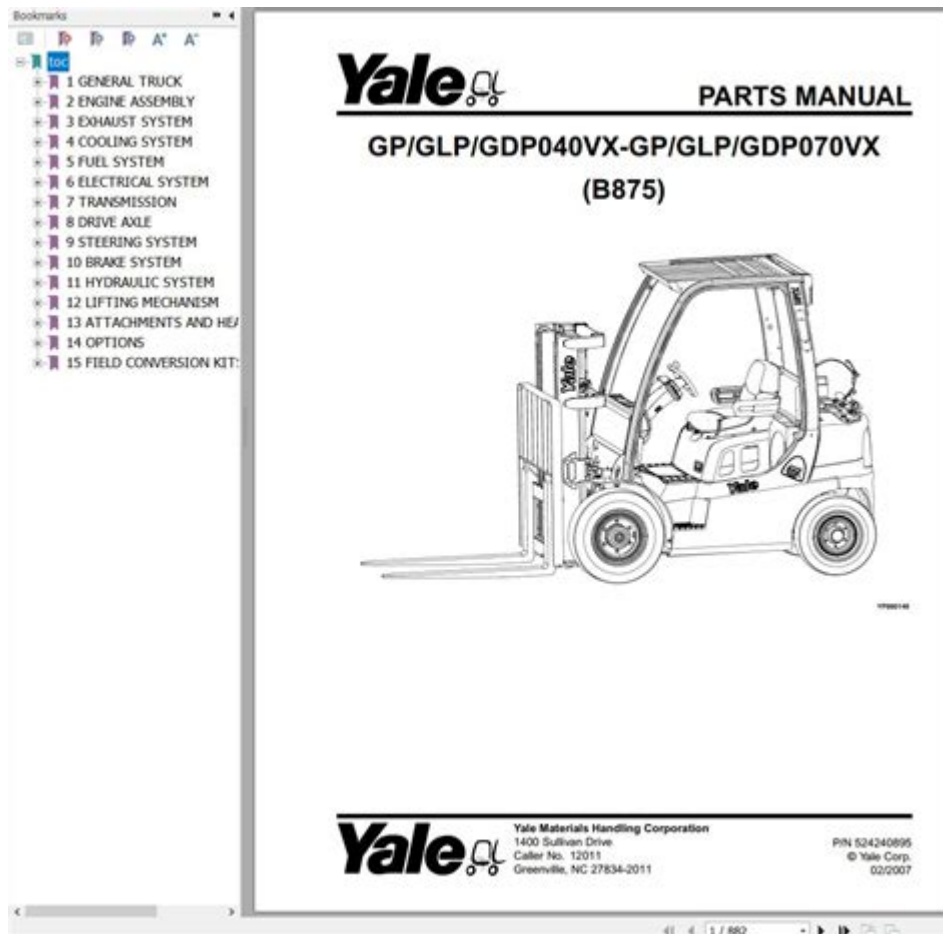 Bookmarks
toc
1 GENERAL TRUCK
2 ENGINE ASSEMBLY
3 EXHAUST SYSTEM
4 COOLING SYSTEM
5 FUEL SYSTEM
6 ELECTRICAL SYSTEM
7 TRANSMISSION
8 DRIVE AXLE
9 STEERING SYSTEM
10 BRAKE SYSTEM
11 HYDRAULIC SYSTEM
12 LIFTING MECHANISM
13 ATTACHMENTS AND HEA
14 OPTIONS
15 FIELD CONVERSION KIT
Yale
PARTS MANUAL
GP/GLP/GDP040VX-GP/GLP/GDP070VX
(B875)
Yale
Yale
Yale
Yale Materials Handling Corporation
1400 Sullivan Drive
Caller No. 12011
Greenville, NC 27834-2011
P/N 524240895
© Yale Corp.
02/2007
1 / 882